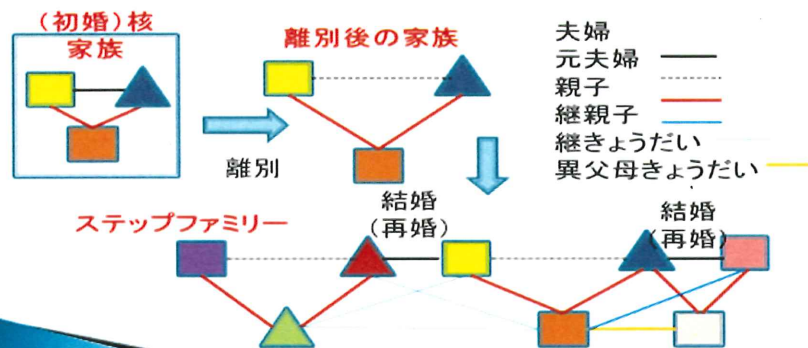 （初婚）核
家族
離別後の家族
離別
夫婦
元夫婦
親子
継親子
継きょうだい
異父母きょうだい
ステップファミリー
結婚
（再婚）
結婚
（再婚）